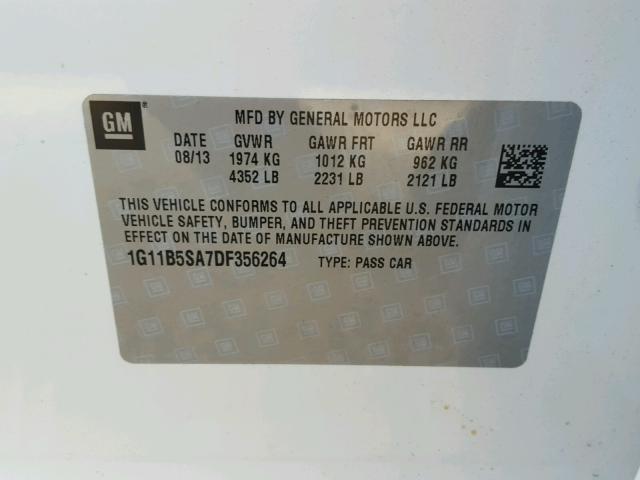 GM
®
MFD BY GENERAL MOTORS LLC
DATE GVWR GAWR FRT GAWR RR
08/13 1974 KG 1012 KG 962 KG
4352 LB 2231 LB 2121 LB
THIS VEHICLE CONFORMS TO ALL APPLICABLE U.S. FEDERAL MOTOR
VEHICLE SAFETY, BUMPER, AND THEFT PREVENTION STANDARDS IN
EFFECT ON THE DATE OF MANUFACTURE SHOWN ABOVE.
1G11B5SA7DF356264 TYPE: PASS CAR